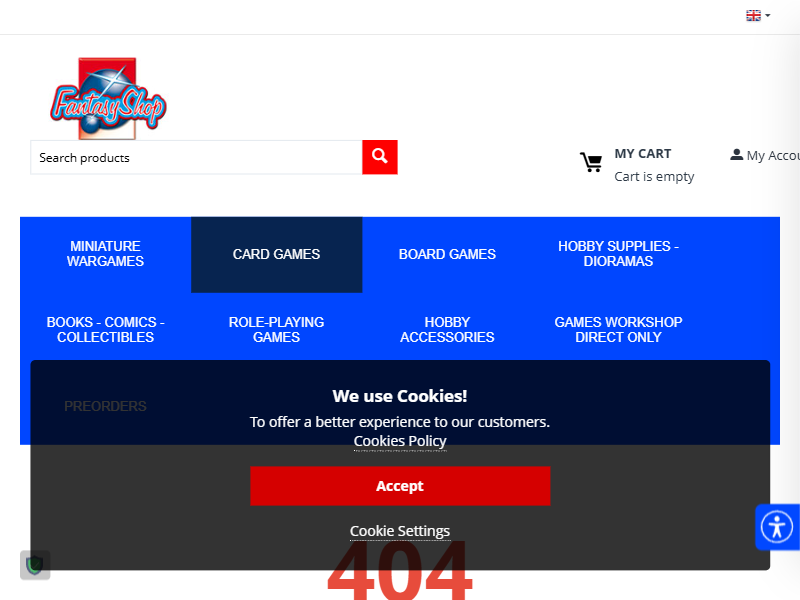 FantasyShop
Search products
MY CART
Cart is empty
My Accou
MINIATURE
WARGAMES
CARD GAMES
BOARD GAMES
HOBBY SUPPLIES -
DIORAMAS
BOOKS - COMICS -
COLLECTIBLES
ROLE-PLAYING
GAMES
HOBBY
ACCESSORIES
GAMES WORKSHOP
DIRECT ONLY
PREORDERS
We use Cookies!
To offer a better experience to our customers.
Cookies Policy
Accept
Cookie Settings
404